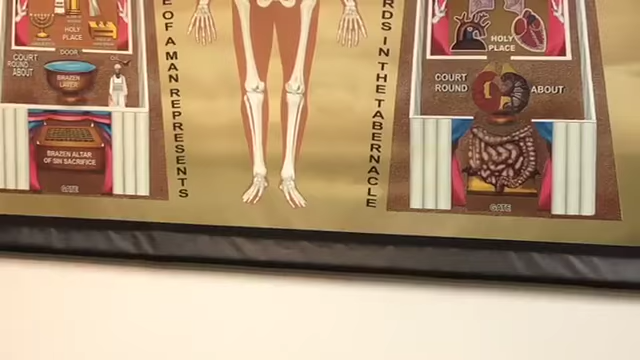 HOLY
PLACE
DOOR
COURT
ROUND
ABOUT
BRAZEN
LAVER
BRAZEN ALTAR
OF SIN SACRIFICE
GATE
OF A MAN REPRESENTS
IN THE TABERNACLE
HOLY
PLACE
COURT
ROUND
ABOUT
GATE